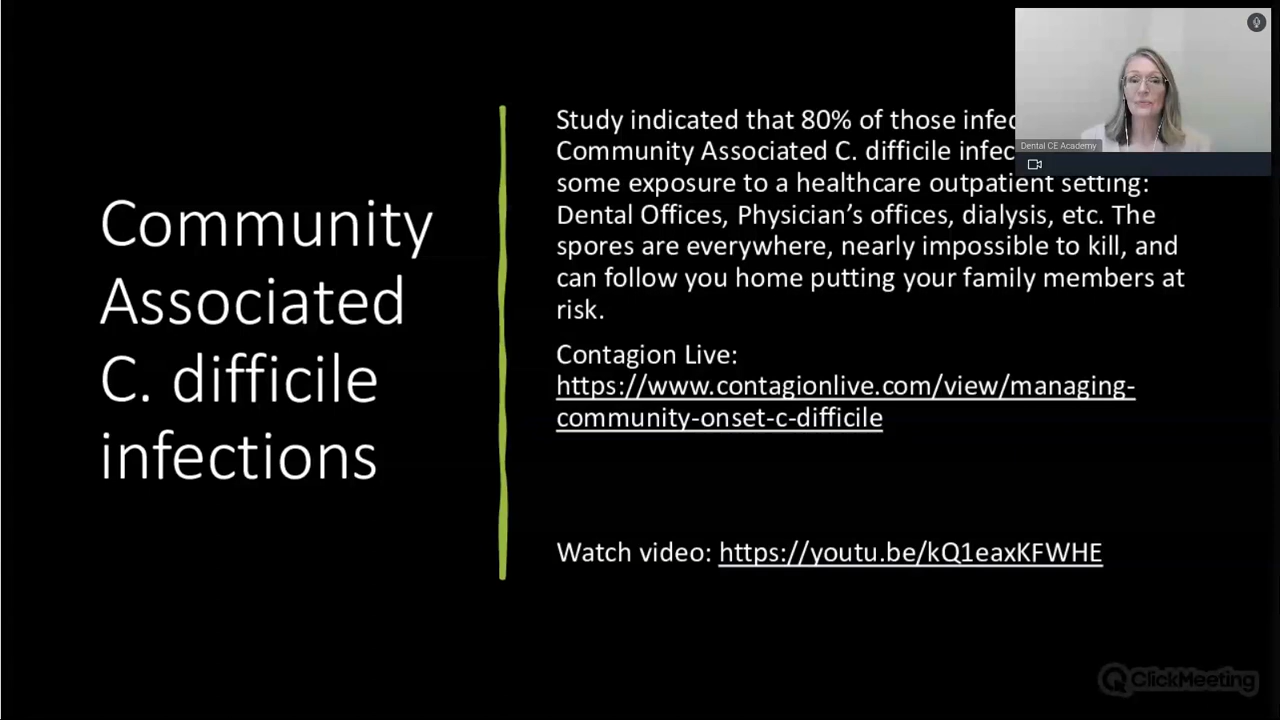 Community
Associated
C. difficile
infections
Study indicated that 80% of those
Community Associated C. difficile
some exposure to a healthcare outpatient setting:
Dental Offices, Physician’s offices, dialysis, etc. The
spores are everywhere, nearly impossible to kill, and
can follow you home putting your family members at
risk.
Contagion Live:
https://www.contagionlive.com/view/managing-
community-onset-c-difficile
Watch video: https://youtu.be/kQ1eaxKFWHE
Dental CE Academy
ClickMeeting